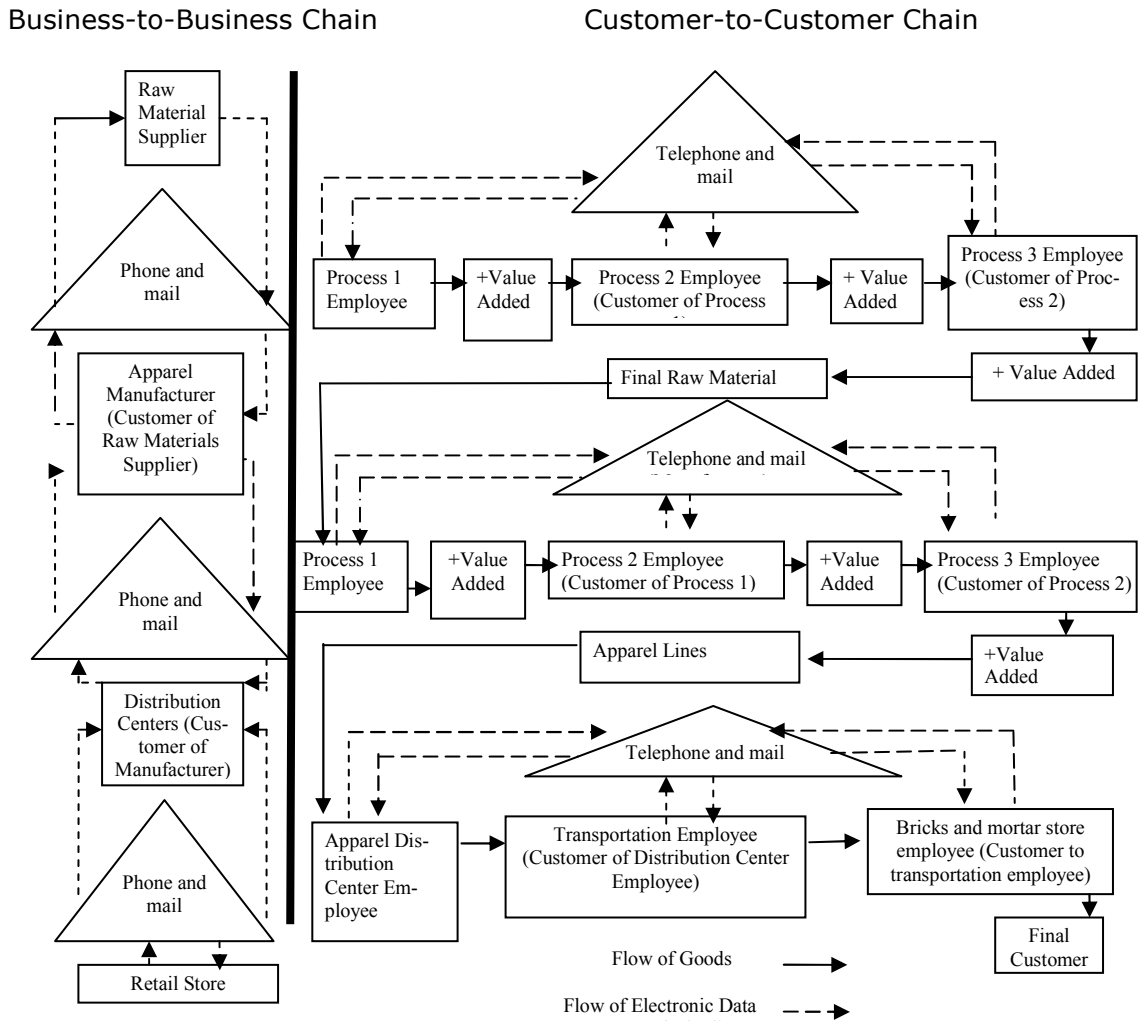 Business-to-Business Chain
Customer-to-Customer Chain
Raw
Material
Supplier
Phone and
mail
Apparel
Manufacturer
(Customer of
Raw Materials
Supplier)
Phone and
mail
Distribution
Centers (Cus-
tomer of
Manufacturer)
Phone and
mail
Retail Store
Telephone and
mail
Process 1
Employee
+Value
Added
Process 2 Employee
(Customer of Process
+ Value
Added
Process 3 Employee
(Customer of Proc-
ess 2)
+ Value Added
Final Raw Material
Telephone and mail
Process 1
Employee
+Value
Added
Process 2 Employee
(Customer of Process 1)
+Value
Added
Process 3 Employee
(Customer of Process 2)
+Value
Added
Apparel Lines
Telephone and mail
Apparel Dis-
tribution
Center Em-
ployee
Transportation Employee
(Customer of Distribution Center
Employee)
Bricks and mortar store
employee (Customer to
transportation employee)
Final
Customer
Flow of Goods
Flow of Electronic Data